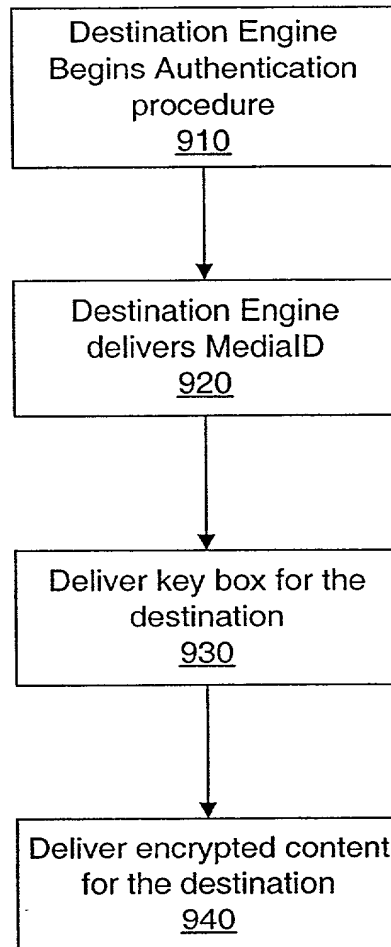 Destination Engine
Begins Authentication
procedure
910
Destination Engine
delivers MediaID
920
Deliver key box for the
destination
930
Deliver encrypted content
for the destination
940